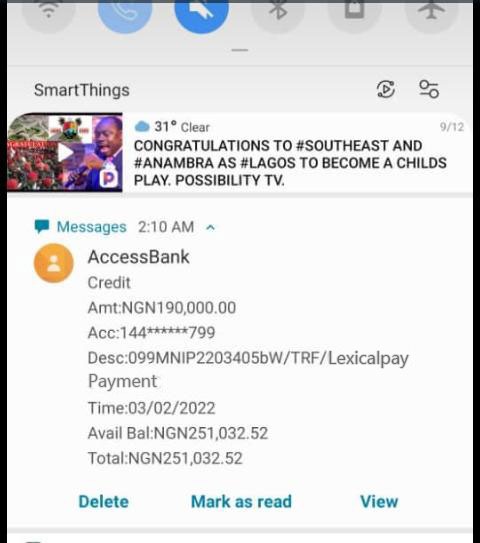 SmartThings
31° Clear
9/12
CONGRATULATIONS TO #SOUTHEAST AND
#ANAMBRA AS #LAGOS TO BECOME A CHILDS
PLAY. POSSIBILITY TV.
Messages 2:10 AM
AccessBank
Credit
Amt:NGN190,000.00
Acc:144******799
Desc:099MNIP2203405bW/TRF/Lexicalpay
Payment
Time:03/02/2022
Avail Bal:NGN251,032.52
Total:NGN251,032.52
Delete Mark as read View